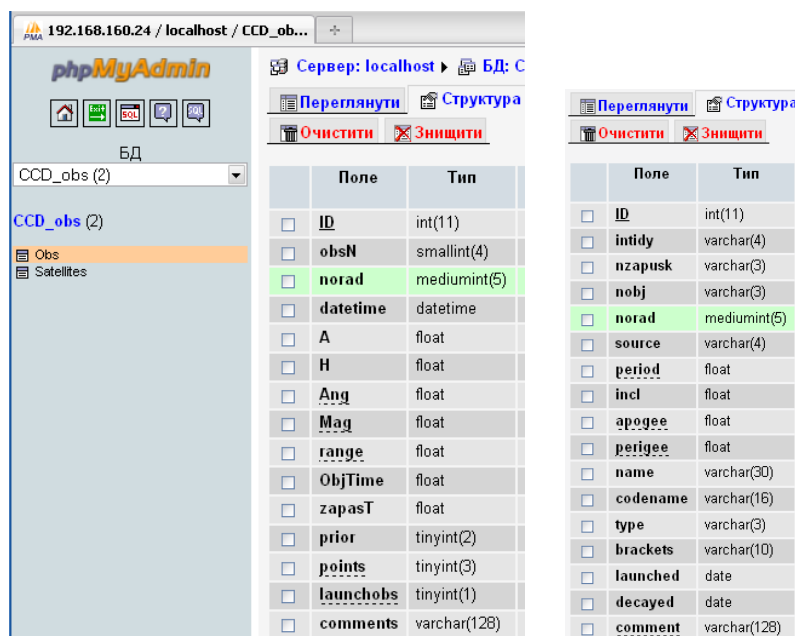 192.168.160.24 / localhost / CCD_ob...
phpMyAdmin
БД
CCD_obs (2)
CCD_obs (2)
Obs
Satellites
Сервер: localhost ▸ БД: C
Переглянути Структура
Очистити Знищити
Поле Тип
ID int(11)
obsN smallint(4)
norad mediumint(5)
datetime datetime
A float
H float
Ang float
Mag float
range float
ObjTime float
zapasT float
prior tinyint(2)
points tinyint(3)
launchobs tinyint(1)
comments varchar(128)
Переглянути Структура
Очистити Знищити
Поле Тип
ID int(11)
intidy varchar(4)
nzapusk varchar(3)
nobj varchar(3)
norad mediumint(5)
source varchar(4)
period float
incl float
apogee float
perigee float
name varchar(30)
codename varchar(16)
type varchar(3)
brackets varchar(10)
launched date
decayed date
comment varchar(128)